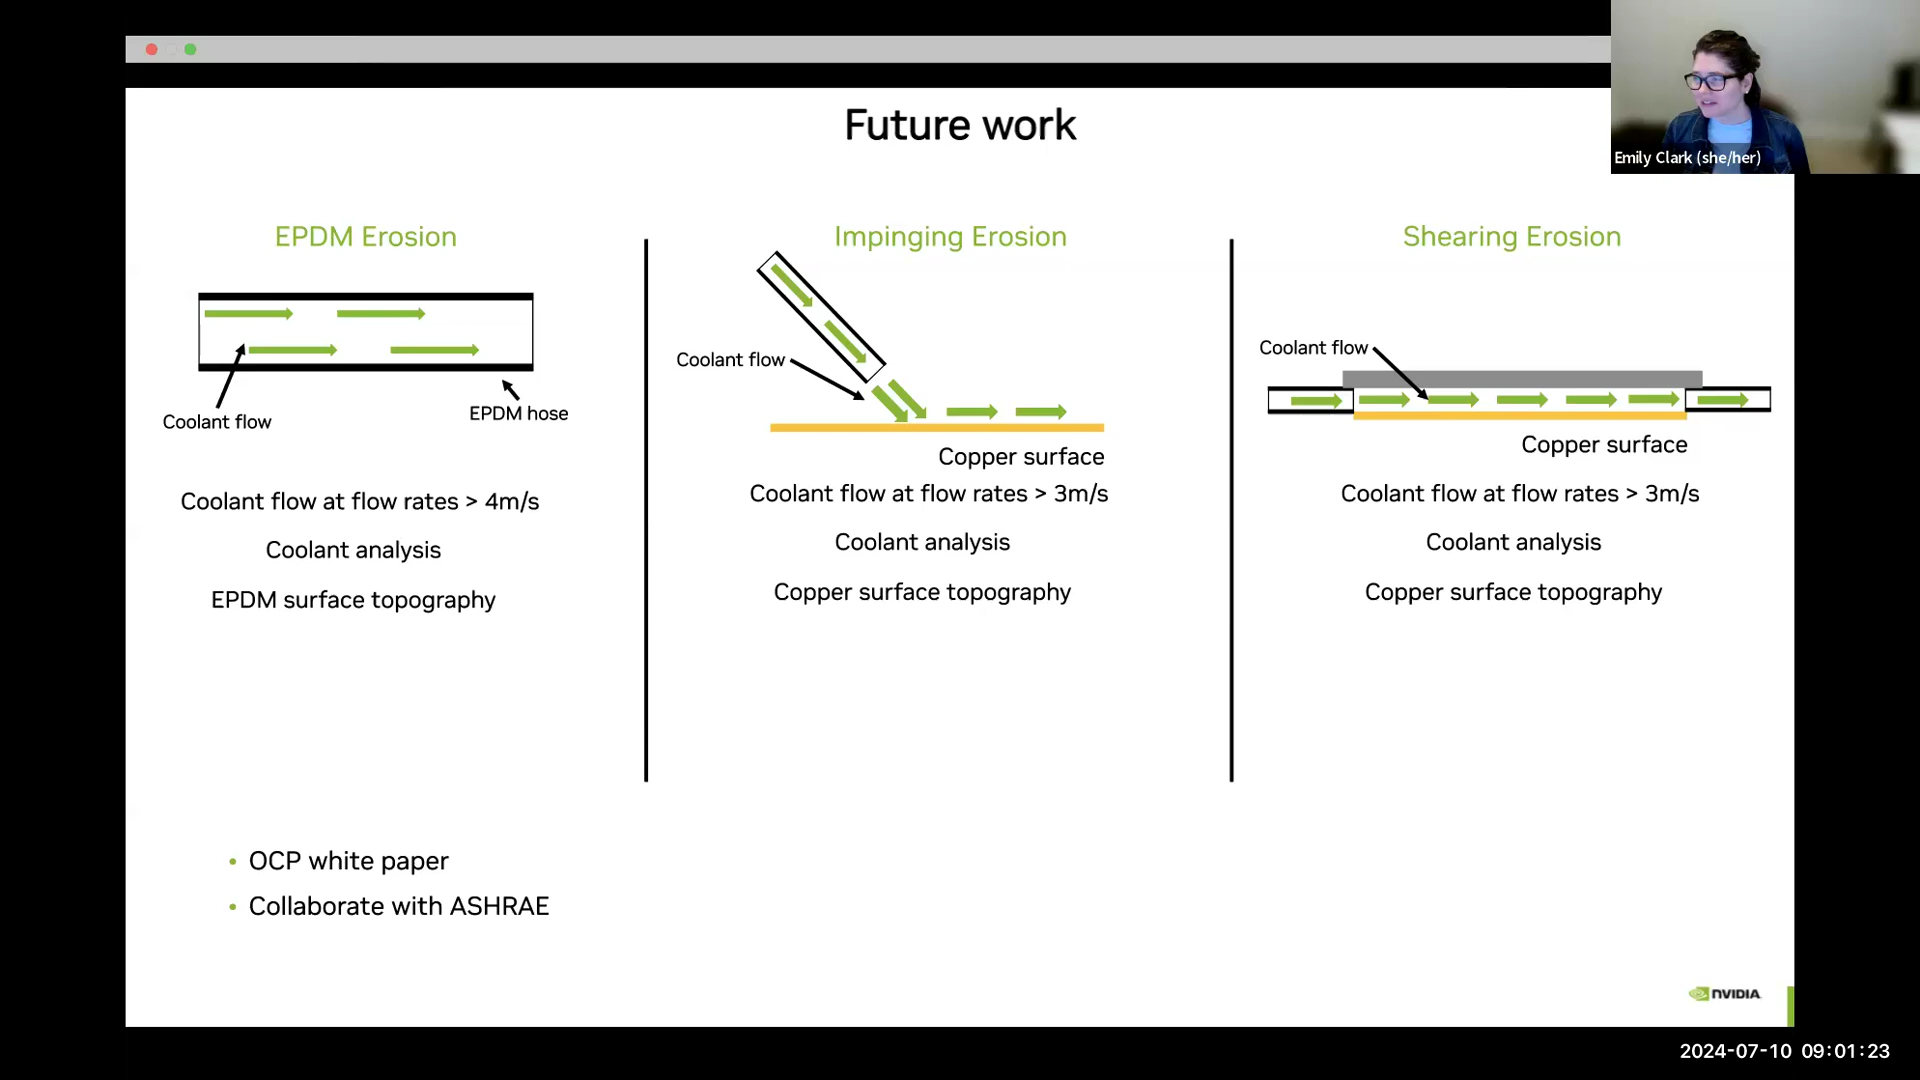 Future work
Emily Clark (she/her)
EPDM Erosion
Coolant flow
EPDM hose
Coolant flow at flow rates > 4m/s
Coolant analysis
EPDM surface topography
Impinging Erosion
Coolant flow
Copper surface
Coolant flow at flow rates > 3m/s
Coolant analysis
Copper surface topography
Shearing Erosion
Coolant flow
Copper surface
Coolant flow at flow rates > 3m/s
Coolant analysis
Copper surface topography
• OCP white paper
• Collaborate with ASHRAE
NVIDIA
2024-07-10 09:01:23